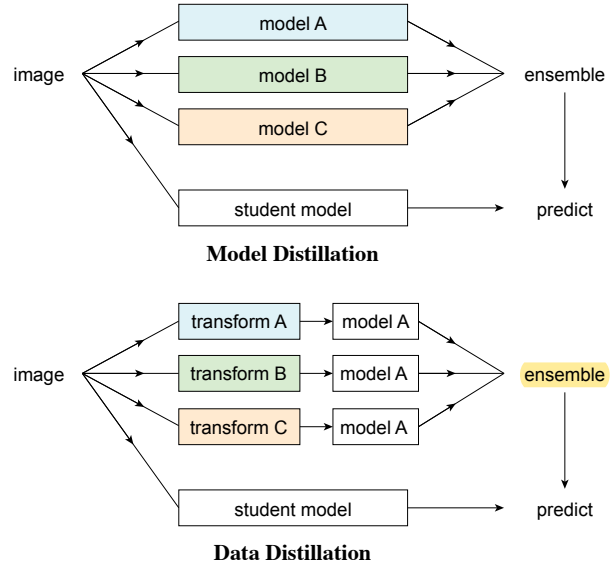 model A
image model B ensemble
model C
student model predict
Model Distillation
transform A model A
image transform B model A ensemble
transform C model A
student model predict
Data Distillation